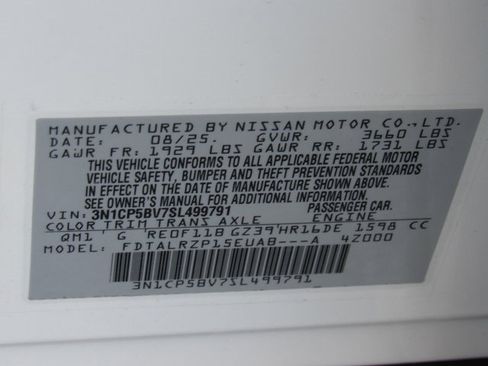 MANUFACTURED BY NISSAN MOTOR CO., LTD.
DATE: 08/25. GVWR: 3660 LBS
GAWR FR: 1929 LBS GAWR RR: 1731 LBS
THIS VEHICLE CONFORMS TO ALL APPLICABLE FEDERAL MOTOR
VEHICLE SAFETY, BUMPER AND THEFT PREVENTION STANDARDS
IN EFFECT ON THE DATE OF MANUFACTURE SHOWN ABOVE.
SEE OWNER'S MANUAL FOR ADDITIONAL INFORMATION.
VIN: 3N1CP5BV7SL499791 PASSENGER CAR.
COLOR TRIM TRANS AXLE ENGINE
QM1 G RE0F11B GZ39 HR16DE 1598 CC
MODEL: FDTALRZP15EUAB---A 4Z000
3N1CP5BV7SL499791